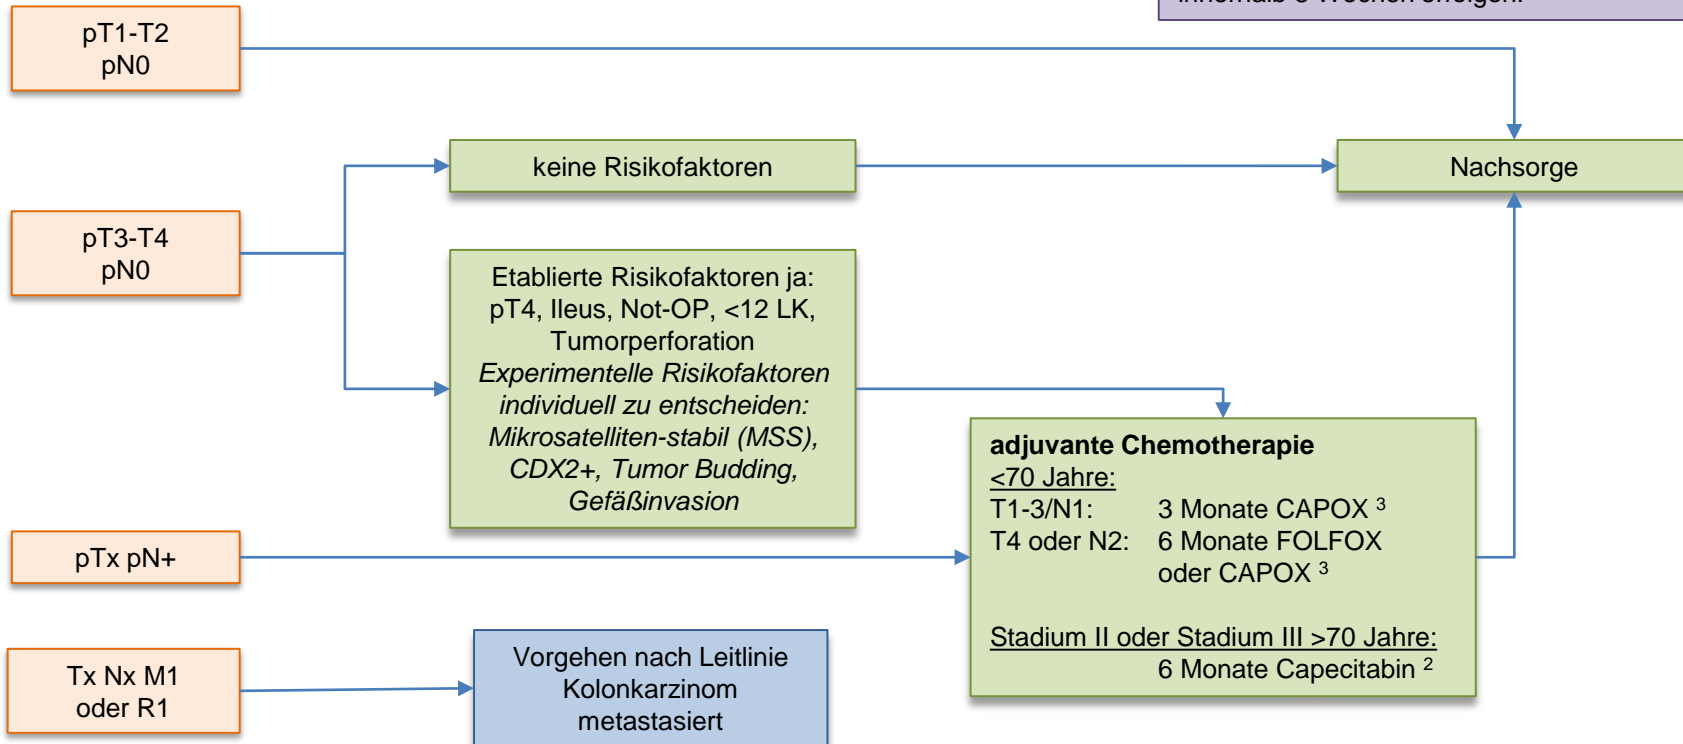 pT1-T2
pN0
keine Risikofaktoren
Nachsorge
pT3-T4
pN0
Etablierte Risikofaktoren ja:
pT4, Ileus, Not-OP, <12 LK,
Tumorperforation
Experimentelle Risikofaktoren
individuell zu entscheiden:
Mikrosatelliten-stabil (MSS),
CDX2+, Tumor Budding,
Gefäßinvasion
adjuvante Chemotherapie
<70 Jahre:
T1-3/N1: 3 Monate CAPOX ³
T4 oder N2: 6 Monate FOLFOX
oder CAPOX ³
Stadium II oder Stadium III >70 Jahre:
6 Monate Capecitabin ²
pTx pN+
Tx Nx M1
oder R1
Vorgehen nach Leitlinie
Kolonkarzinom
metastasiert